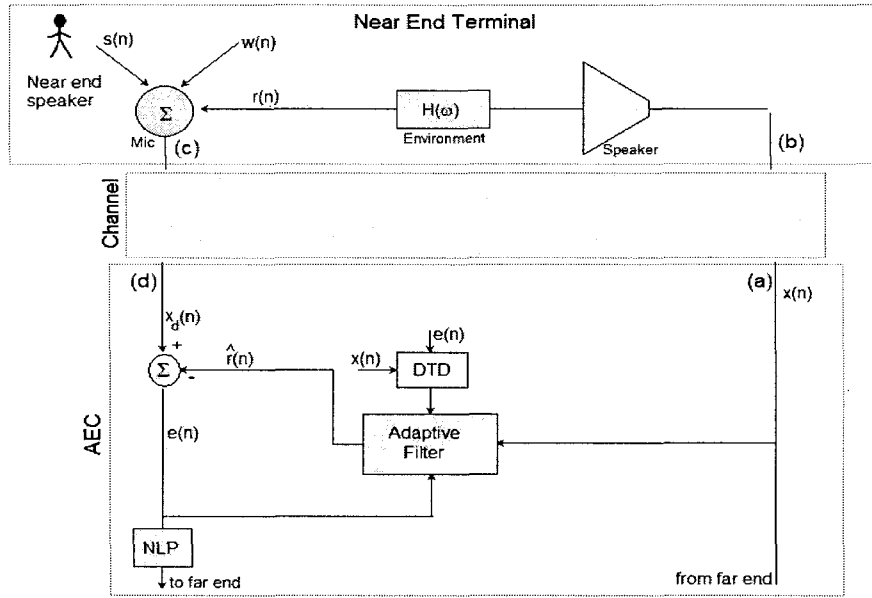 Near End Terminal
s(n)
w(n)
Near end
speaker
Σ
r(n)
H(ω)
Environment
Speaker
Mic
(c)
(b)
Channel
(d)
(a)
x(n)
x_d(n)
+
e(n)
r̂(n)
x(n)
DTD
Σ
-
AEC
e(n)
Adaptive
Filter
NLP
to far end
from far end